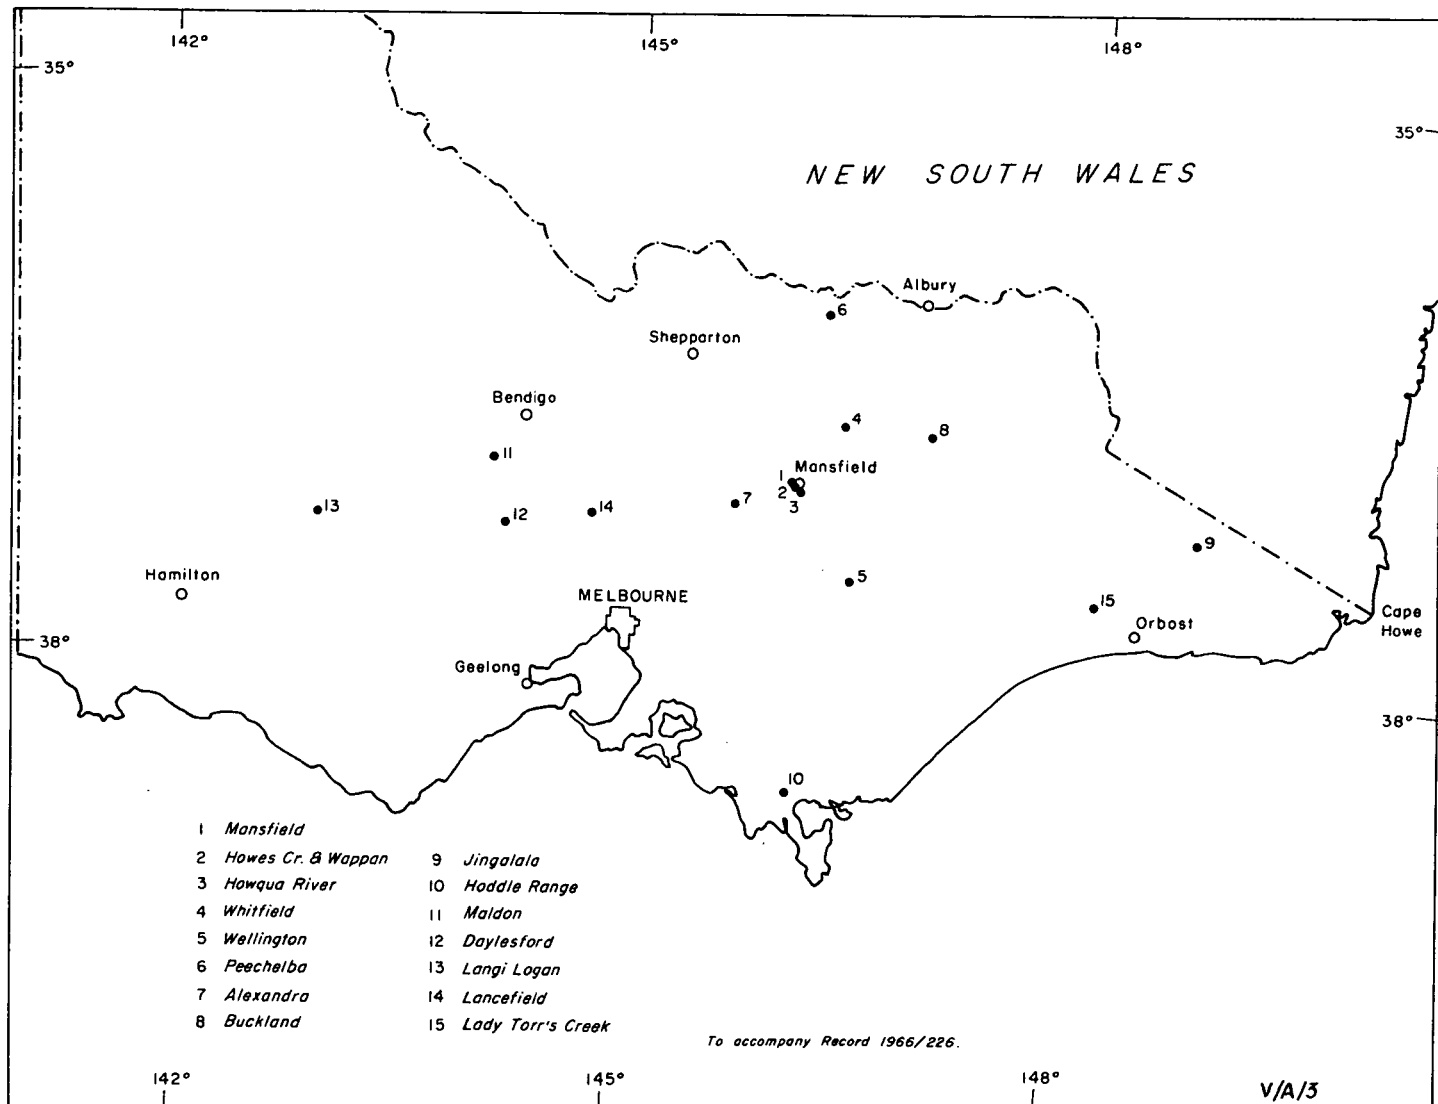 142°
145°
148°
35°
35°
NEW SOUTH WALES
Albury
6
Shepparton
Bendigo
4
8
11
1 Mansfield
2
3
13
12
14
7
9
Hamilton
5
MELBOURNE
15
Orbost
Cape
Howe
38°
Geelong
38°
10
1 Mansfield
2 Howes Cr. & Wappan
3 Howqua River
4 Whitfield
5 Wellington
6 Peechelba
7 Alexandra
8 Buckland
9 Jingalala
10 Hoddle Range
11 Maldon
12 Daylesford
13 Langi Logan
14 Lancefield
15 Lady Torr's Creek
To accompany Record 1966/226.
142°
145°
148°
V/A/3